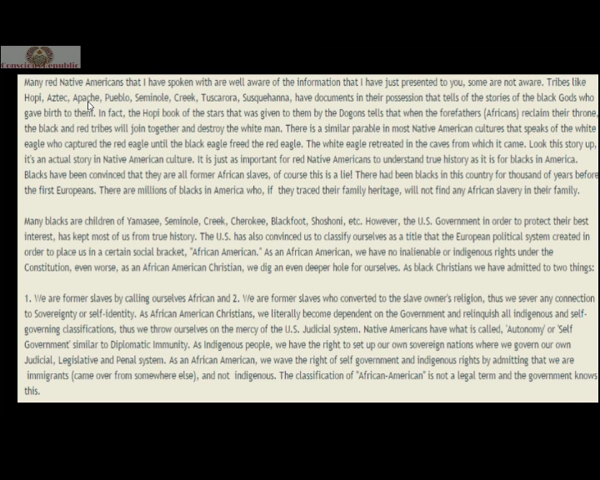 Conscious Republic
Many red Native Americans that I have spoken with are well aware of the information that I have just presented to you, some are not aware. Tribes like
Hopi, Aztec, Apache, Pueblo, Seminole, Creek, Tuscarora, Susquehanna, have documents in their possession that tells of the stories of the black Gods who
gave birth to them. In fact, the Hopi book of the stars that was given to them by the Dogons tells that when the forefathers (Africans) reclaim their throne,
the black and red tribes will join together and destroy the white man. There is a similar parable in most Native American cultures that speaks of the white
eagle who captured the red eagle until the black eagle freed the red eagle. The white eagle retreated in the caves from which it came. Look this story up,
it's an actual story in Native American culture. It is just as important for red Native Americans to understand true history as it is for blacks in America.
Blacks have been convinced that they are all former African slaves, of course this is a lie! There had been blacks in this country for thousand of years before
the first Europeans. There are millions of blacks in America who, if they traced their family heritage, will not find any African slavery in their family.
Many blacks are children of Yamasee, Seminole, Creek, Cherokee, Blackfoot, Shoshoni, etc. However, the U.S. Government in order to protect their best
interest, has kept most of us from true history. The U.S. has also convinced us to classify ourselves as a title that the European political system created in
order to place us in a certain social bracket, "African American." As an African American, we have no inalienable or indigenous rights under the
Constitution, even worse, as an African American Christian, we dig an even deeper hole for ourselves. As black Christians we have admitted to two things:
1. We are former slaves by calling ourselves African and 2. We are former slaves who converted to the slave owner's religion, thus we sever any connection
to Sovereignty or self-identity. As African American Christians, we literally become dependent on the Government and relinquish all indigenous and self-
governing classifications, thus we throw ourselves on the mercy of the U.S. Judicial system. Native Americans have what is called, 'Autonomy' or 'Self
Government' similar to Diplomatic Immunity. As Indigenous people, we have the right to set up our own sovereign nations where we govern our own
Judicial, Legislative and Penal system. As an African American, we wave the right of self government and indigenous rights by admitting that we are
immigrants (came over from somewhere else), and not indigenous. The classification of "African-American" is not a legal term and the government knows
this.